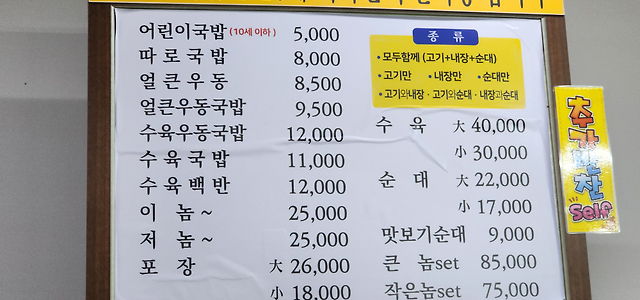 어린이국밥 (10세 이하) 5,000
따로국밥 8,000
얼큰우동 8,500
얼큰우동국밥 9,500
수육우동국밥 12,000
수육국밥 11,000
수육백반 12,000
이 놈~ 25,000
저 놈~ 25,000
포 장 大 26,000
小 18,000
종 류
•모두함께 (고기+내장+순대)
•고기만 •내장만 •순대만
•고기와내장·고기와순대·내장과순대
수 육 大 40,000
小 30,000
순 대 大 22,000
小 17,000
맛보기순대 9,000
큰 놈set 85,000
작은놈set 75,000
추가반찬
self